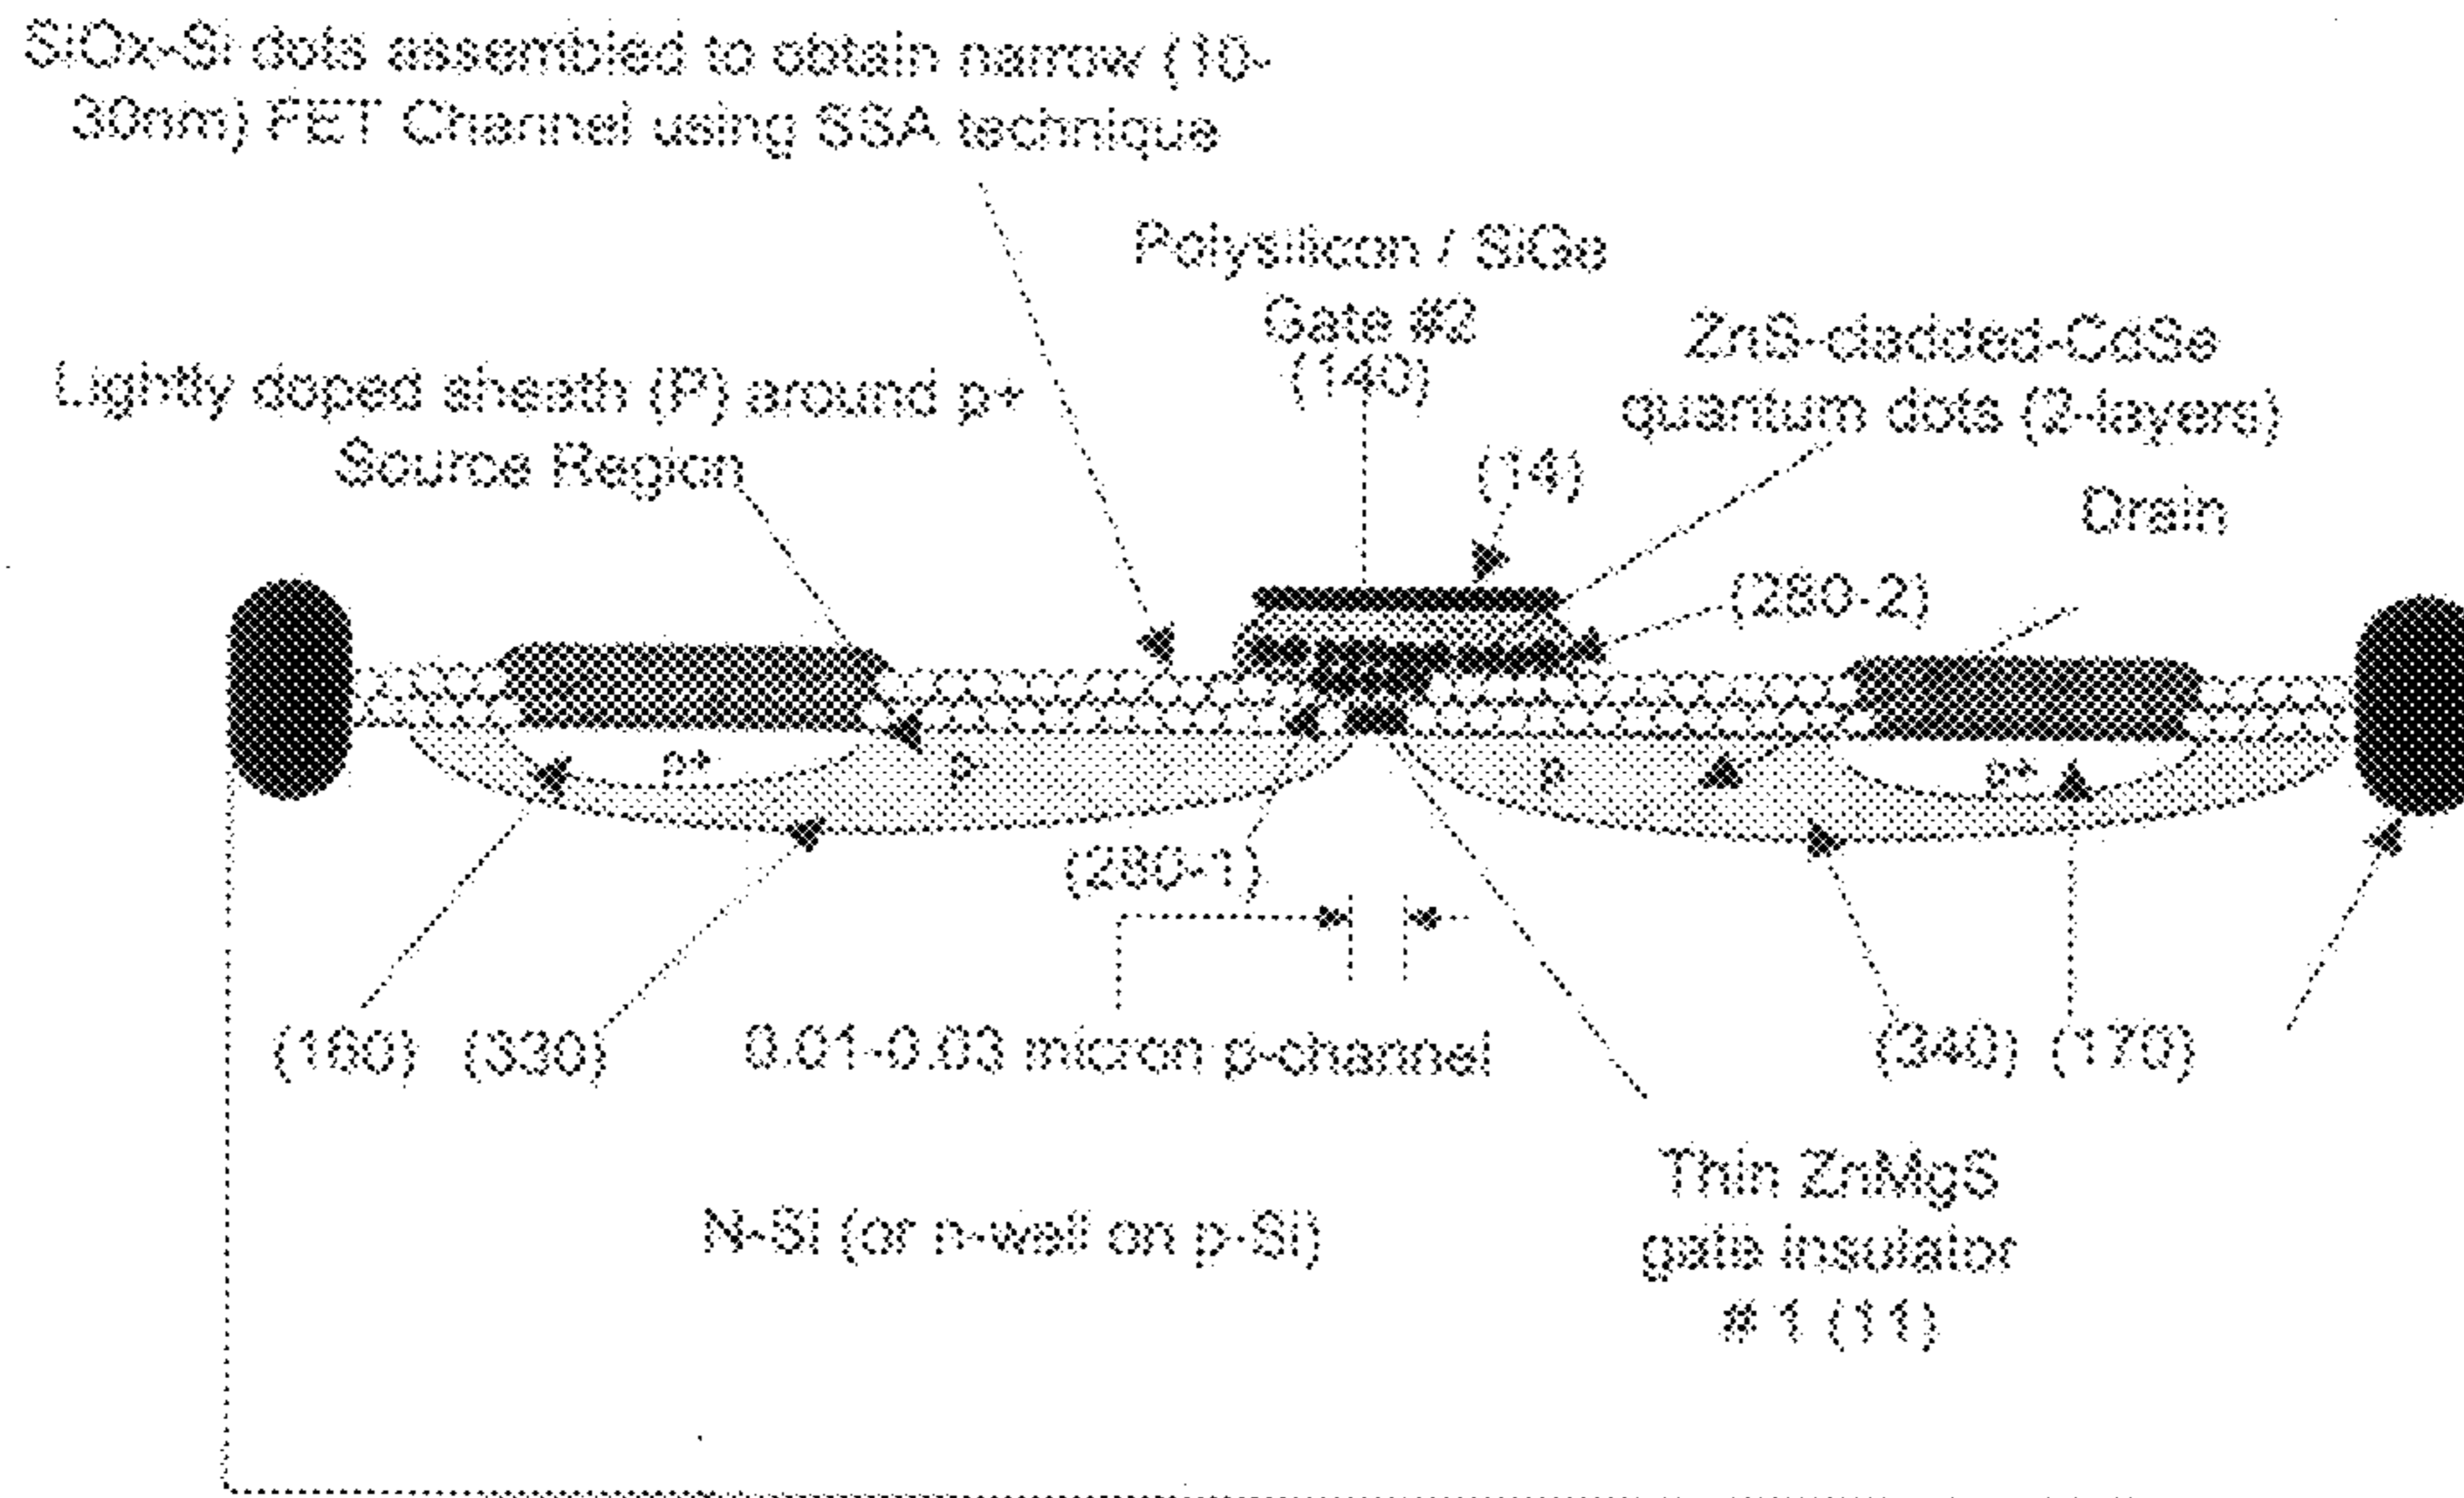 SiOx-Si dots assembled to obtain narrow (10-
30nm) FET Channel using SSA technique
Polysilicon / SiGe
Gate #2
(140)
ZnS-cladded-CdSe
quantum dots (2-layers)
Lightly doped sheath (P) around p+
Source Region
(14)
Drain
(280-2)
p+
p-
p-
p+
(280-1)
(160)
(330)
0.01-0.03 micron p-channel
(340)
(170)
Thin ZnMgS
gate insulator
#1 (11)
N-Si (or n-well on p-Si)